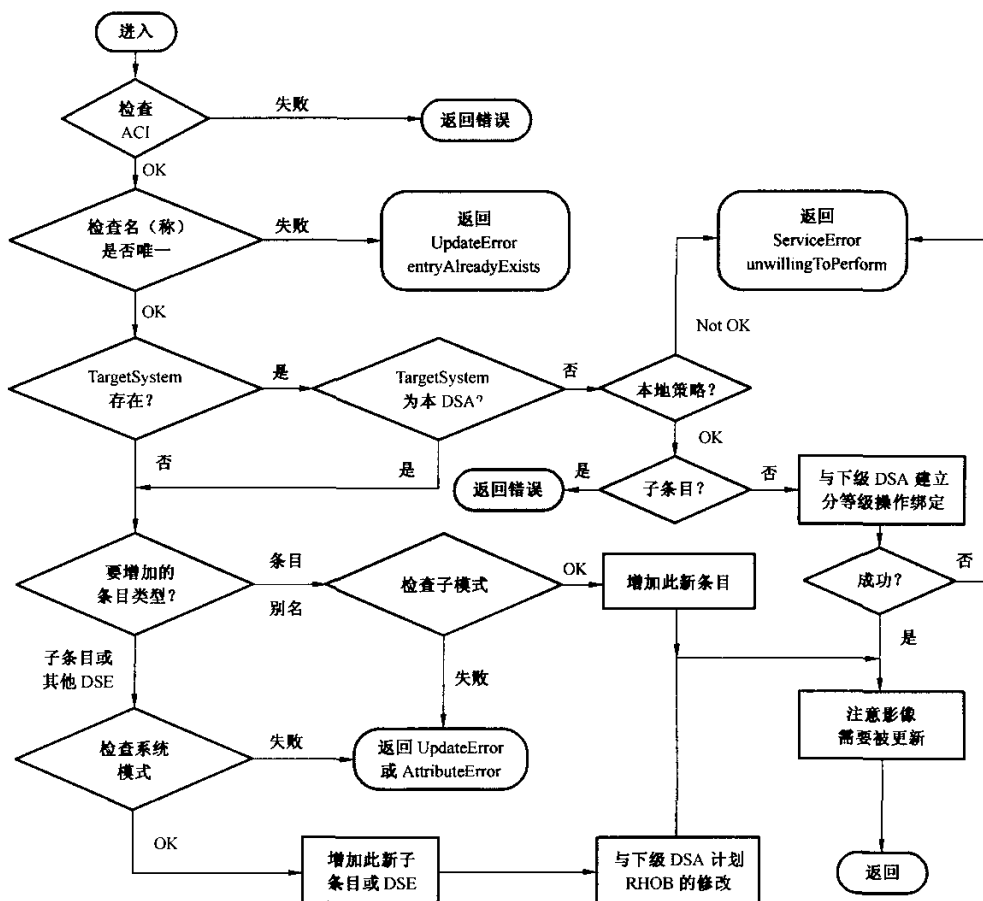 进入
检查
ACI
失败
返回错误
OK
检查名（称）
是否唯一
失败
返回
UpdateError
entryAlreadyExists
返回
ServiceError
unwillingToPerform
OK
Not OK
TargetSystem
存在？
是
TargetSystem
为本 DSA？
否
本地策略？
OK
否
是
是
返回错误
子条目？
否
与下级 DSA 建立
分等级操作绑定
要增加的
条目类型？
条目
别名
检查子模式
OK
增加此新条目
成功？
否
是
子条目或
其他 DSE
失败
注意影像
需要被更新
检查系统
模式
失败
返回 UpdateError
或 AttributeError
OK
增加此新子
条目或 DSE
与下级 DSA 计划
RHOB 的修改
返回